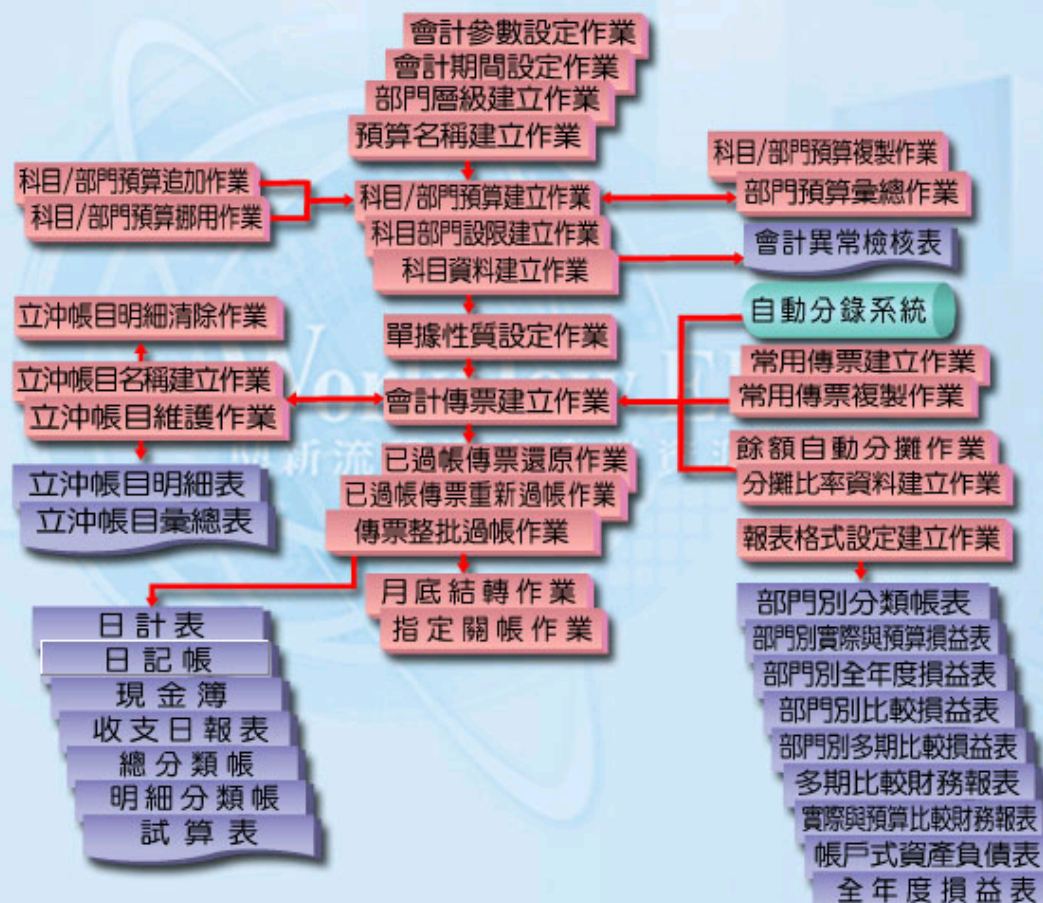 會計參數設定作業
會計期間設定作業
部門層級建立作業
預算名稱建立作業
科目/部門預算追加作業
科目/部門預算挪用作業
科目/部門預算建立作業
科目部門設限建立作業
科目資料建立作業
科目/部門預算複製作業
部門預算彙總作業
會計異常檢核表
立沖帳目明細清除作業
立沖帳目名稱建立作業
立沖帳目維護作業
立沖帳目明細表
立沖帳目彙總表
單據性質設定作業
會計傳票建立作業
已過帳傳票還原作業
已過帳傳票重新過帳作業
傳票整批過帳作業
月底結轉作業
指定關帳作業
自動分錄系統
常用傳票建立作業
常用傳票複製作業
餘額自動分攤作業
分攤比率資料建立作業
報表格式設定建立作業
日計表
日記帳
現金簿
收支日報表
總分類帳
明細分類帳
試算表
部門別分類帳表
部門別實際與預算損益表
部門別全年度損益表
部門別比較損益表
部門別多期比較損益表
多期比較財務報表
實際與預算比較財務報表
帳戶式資產負債表
全年度損益表